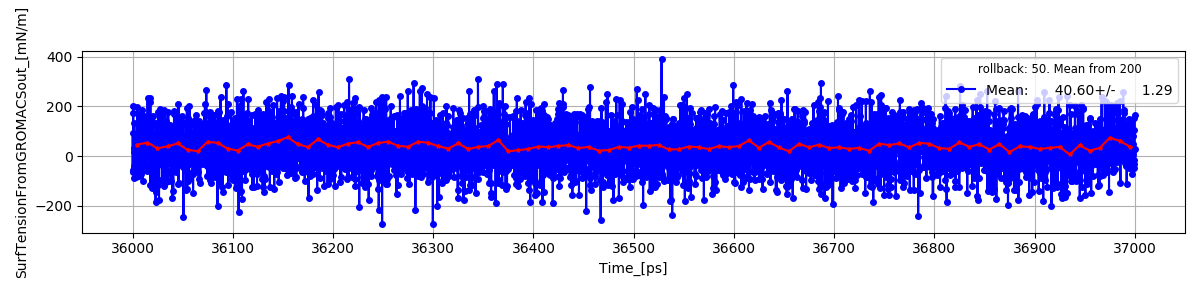 SurfTensionFromGROMACSout_[mN/m]
400
200
0
−200
rollback: 50. Mean from 200
Mean: 40.60+/- 1.29
36000 36100 36200 36300 36400 36500 36600 36700 36800 36900 37000
Time_[ps]